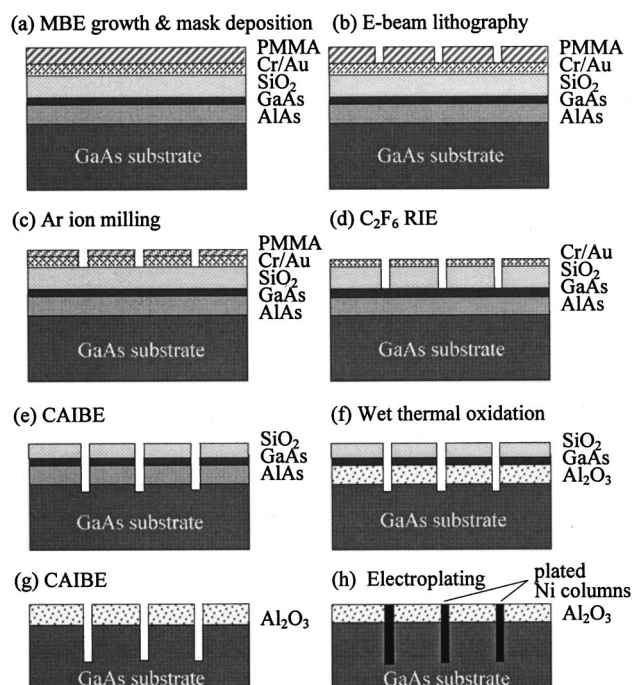 (a) MBE growth & mask deposition
PMMA
Cr/Au
SiO₂
GaAs
AlAs
GaAs substrate
(b) E-beam lithography
PMMA
Cr/Au
SiO₂
GaAs
AlAs
GaAs substrate
(c) Ar ion milling
PMMA
Cr/Au
SiO₂
GaAs
AlAs
GaAs substrate
(d) C₂F₆ RIE
Cr/Au
SiO₂
GaAs
AlAs
GaAs substrate
(e) CAIBE
SiO₂
GaAs
AlAs
GaAs substrate
(f) Wet thermal oxidation
SiO₂
GaAs
Al₂O₃
GaAs substrate
(g) CAIBE
Al₂O₃
GaAs substrate
(h) Electroplating
plated
Ni columns
Al₂O₃
GaAs substrate